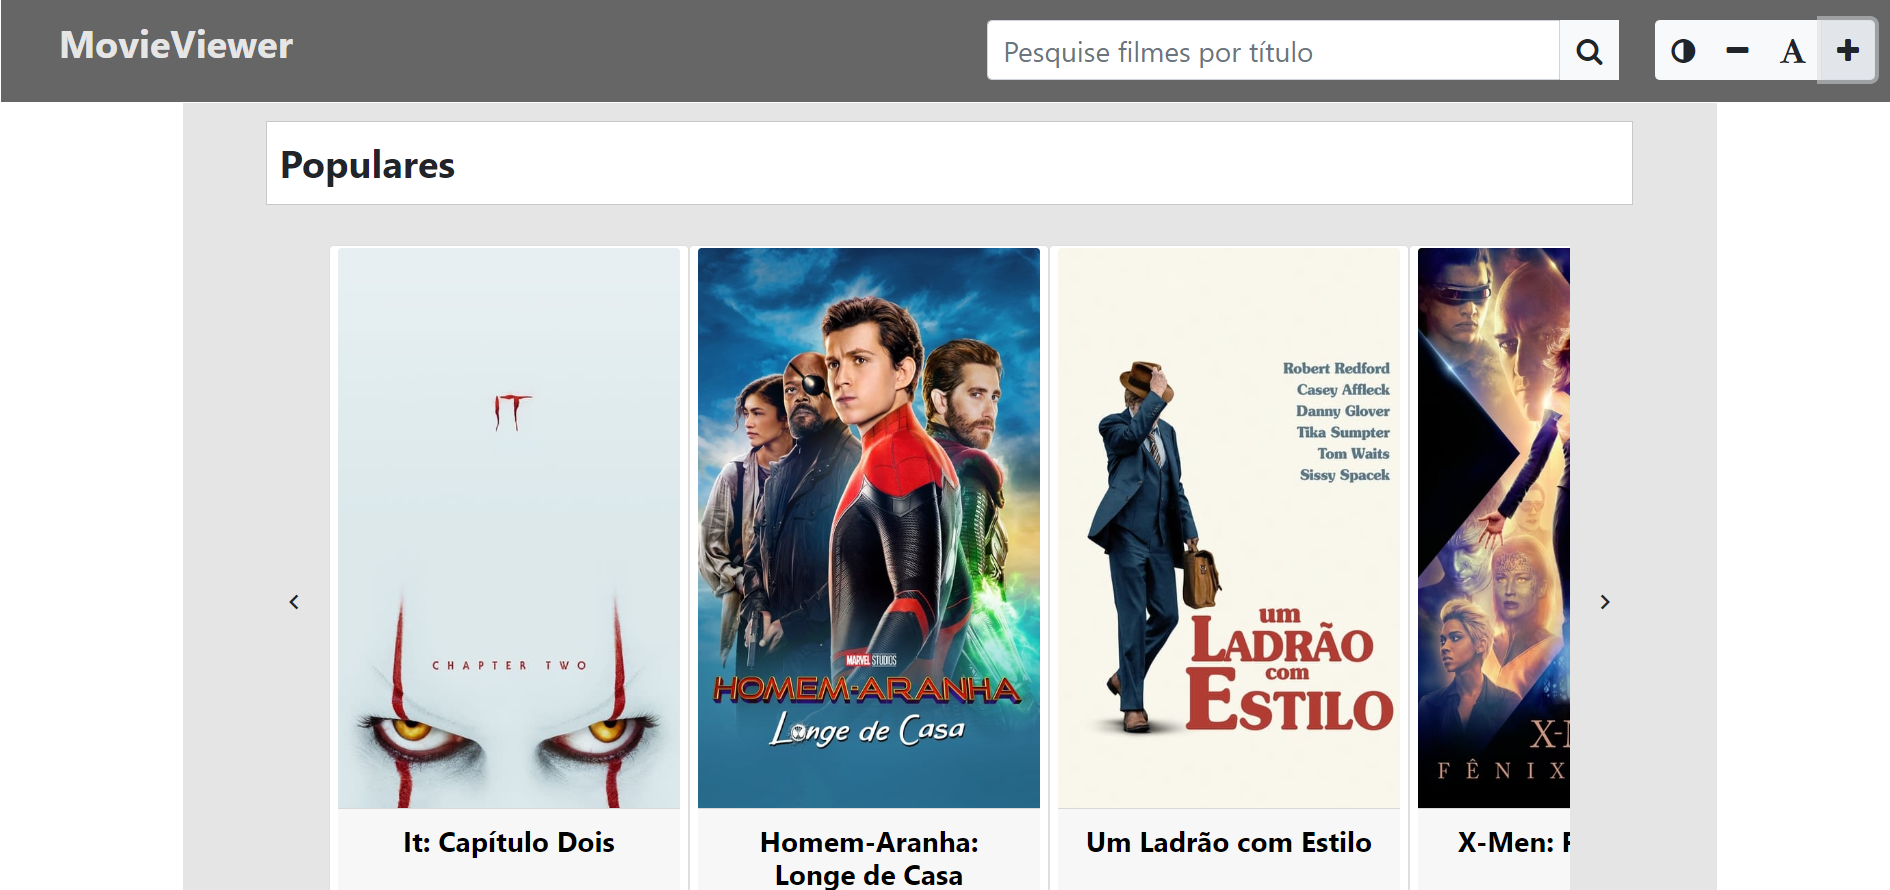 MovieViewer
Pesquise filmes por título
A
Populares
IT
CHAPTER TWO
It: Capítulo Dois
MARVEL STUDIOS
HOMEM-ARANHA
Longe de Casa
Homem-Aranha:
Longe de Casa
Robert Redford
Casey Affleck
Danny Glover
Tika Sumpter
Tom Waits
Sissy Spacek
um
LADRÃO
com
ESTILO
Um Ladrão com Estilo
FÊNIX
X-Men: